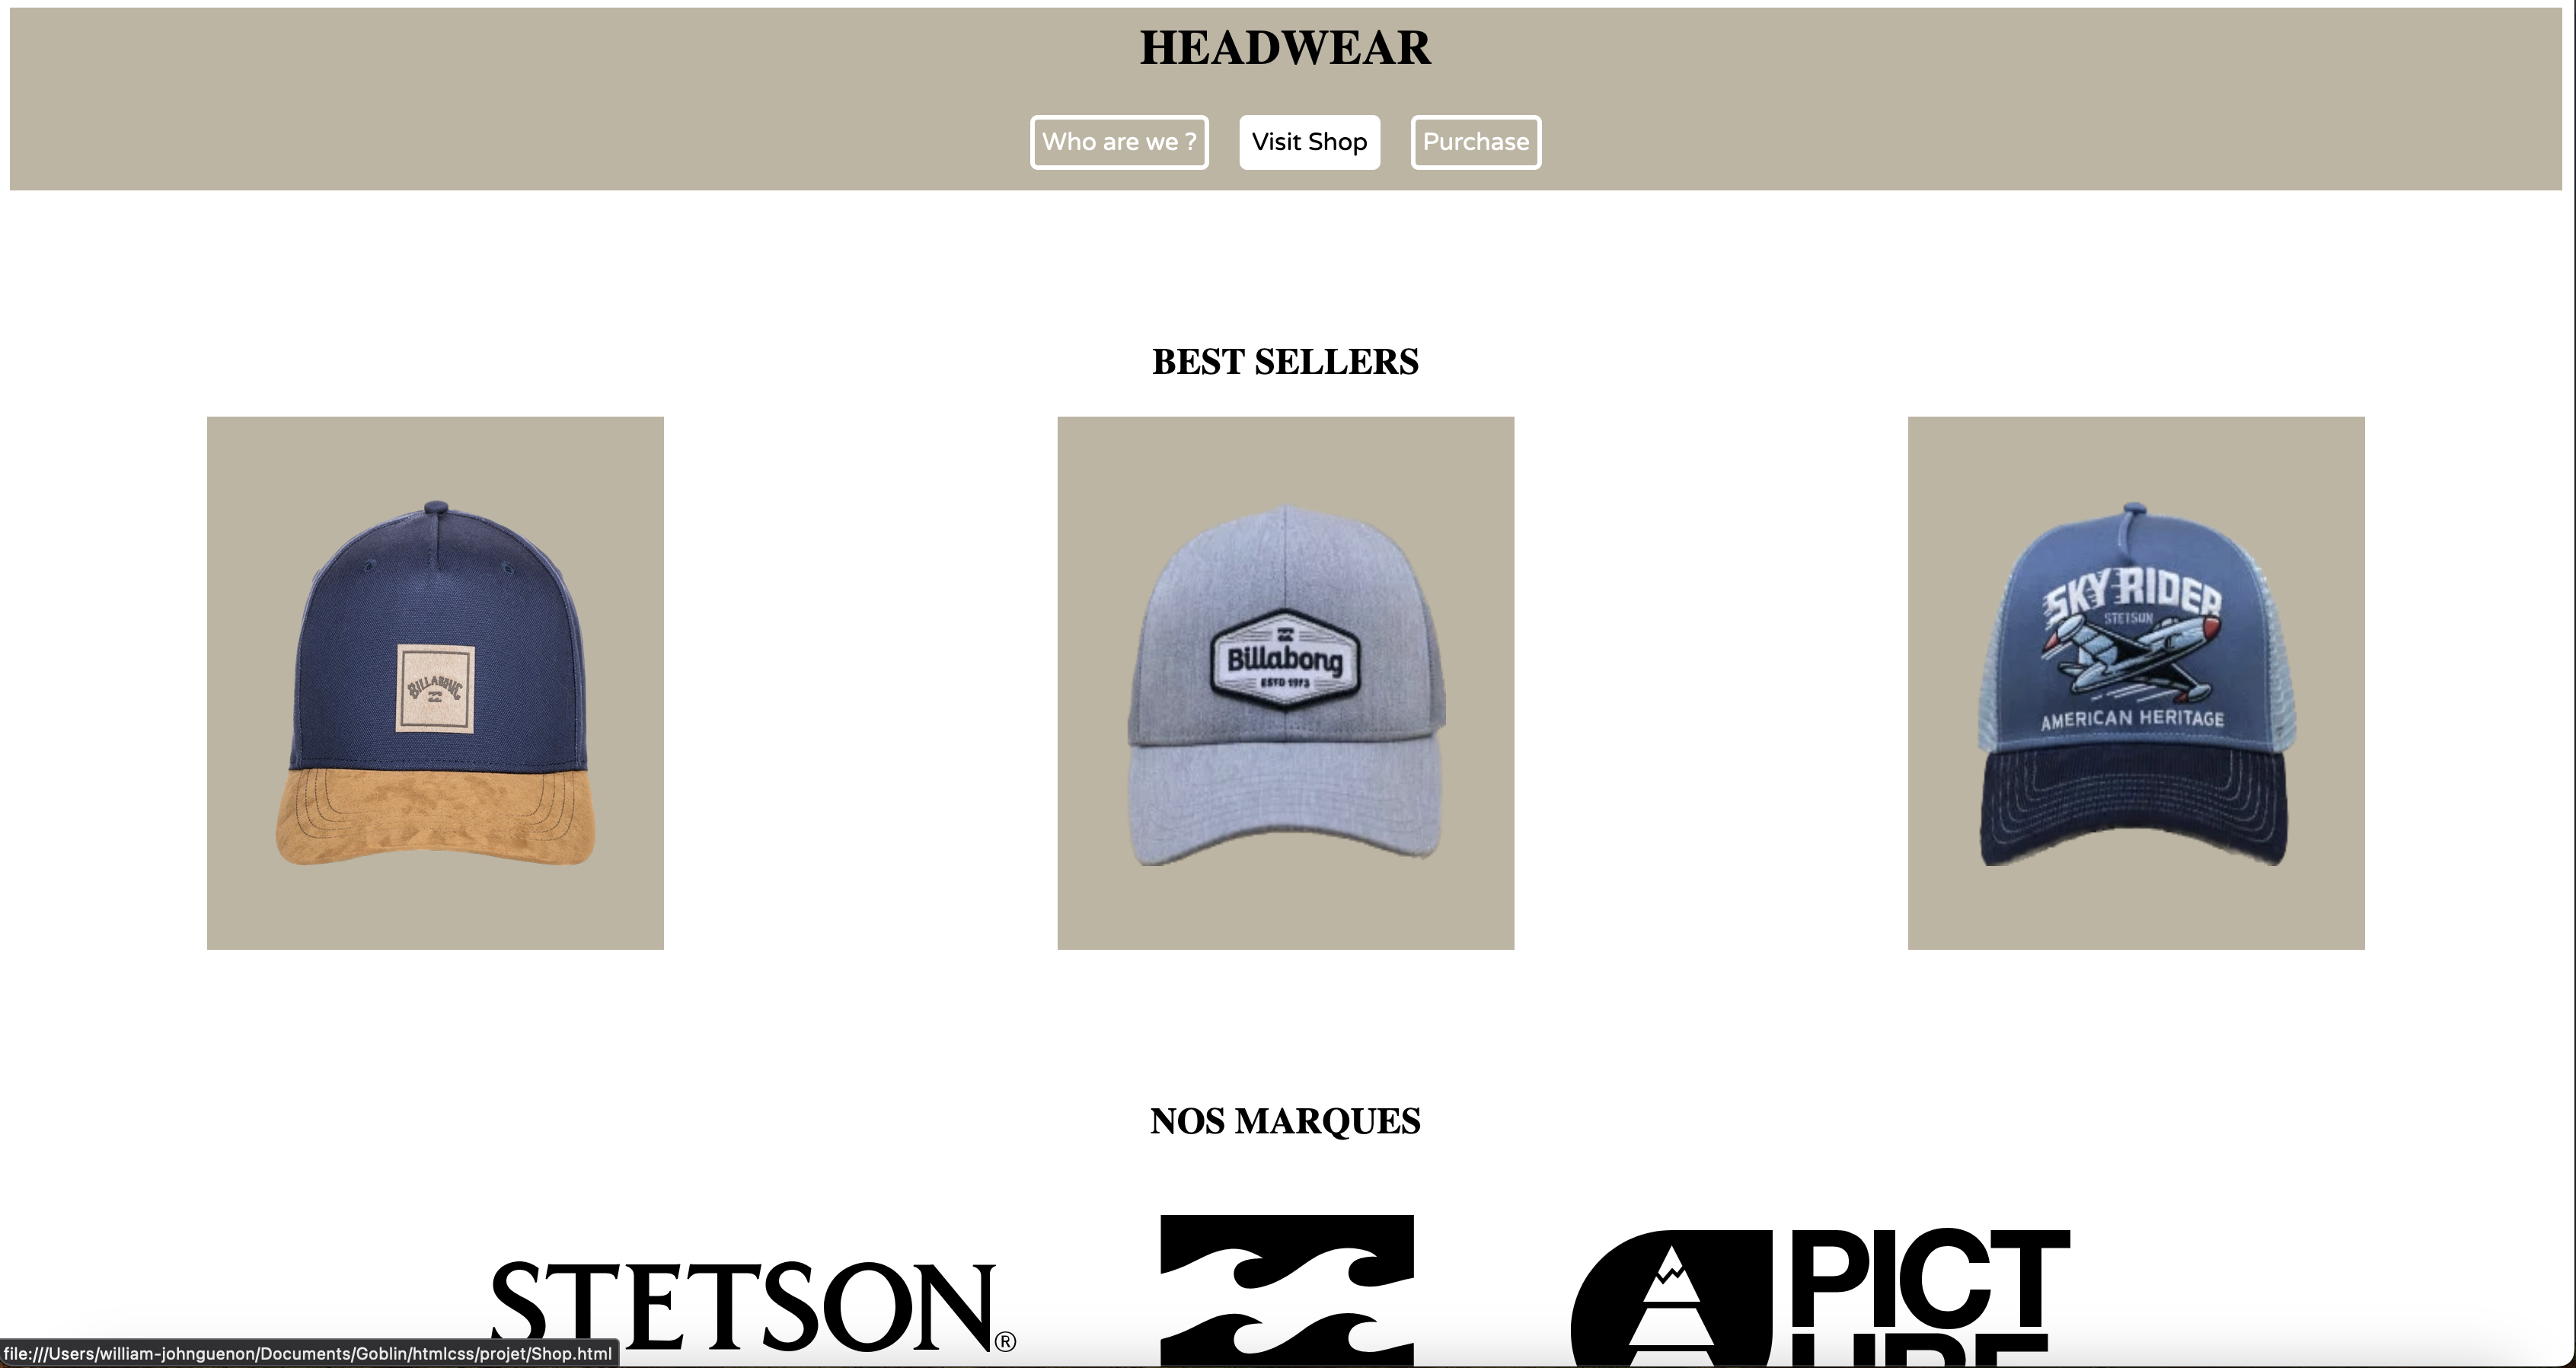 HEADWEAR
Who are we ? Visit Shop Purchase
BEST SELLERS
BILLABONG
Billabong
ESTD 1973
SKY RIDER
STETSON
AMERICAN HERITAGE
NOS MARQUES
STETSON®
PICT
URE
file:///Users/william-johnguenon/Documents/Goblin/htmlcss/projet/Shop.html